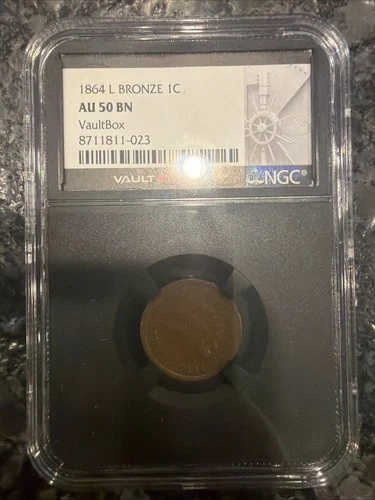 1864 L BRONZE 1C
AU 50 BN
VaultBox
8711811-023
VAULT
NGC